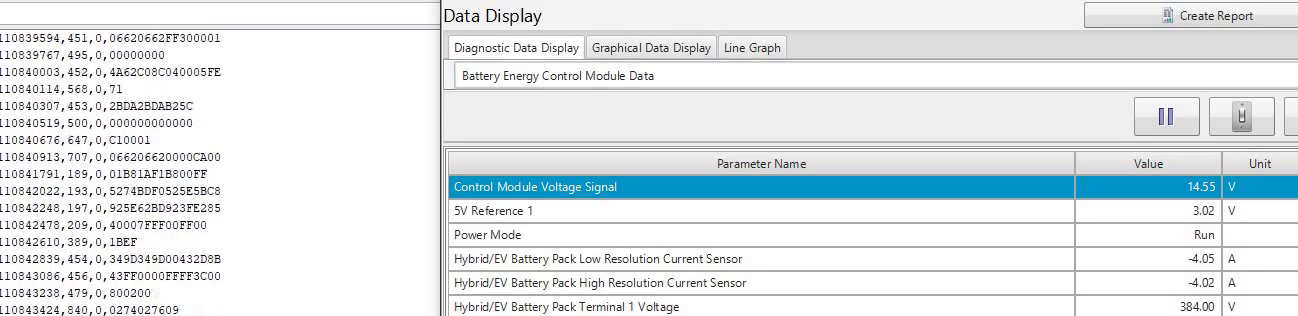 110839594,451,0,06620662FF300001
110839767,495,0,00000000
110840003,452,0,4A62C08C040005FE
110840114,568,0,71
110840307,453,0,2BDA2BDAB25C
110840519,500,0,000000000000
110840676,647,0,C10001
110840913,707,0,066206620000CA00
110841791,189,0,01B81AF1B800FF
110842022,193,0,5274BDF0525E5BC8
110842248,197,0,925E62BD923FE285
110842478,209,0,40007FFF00FF00
110842610,389,0,1BEF
110842839,454,0,349D349D00432D8B
110843086,456,0,43FF0000FFFF3C00
110843238,479,0,800200
110843424,840,0,0274027609
Data Display
Create Report
Diagnostic Data Display Graphical Data Display Line Graph
Battery Energy Control Module Data
Parameter Name Value Unit
Control Module Voltage Signal 14.55 V
5V Reference 1 3.02 V
Power Mode Run
Hybrid/EV Battery Pack Low Resolution Current Sensor -4.05 A
Hybrid/EV Battery Pack High Resolution Current Sensor -4.02 A
Hybrid/EV Battery Pack Terminal 1 Voltage 384.00 V